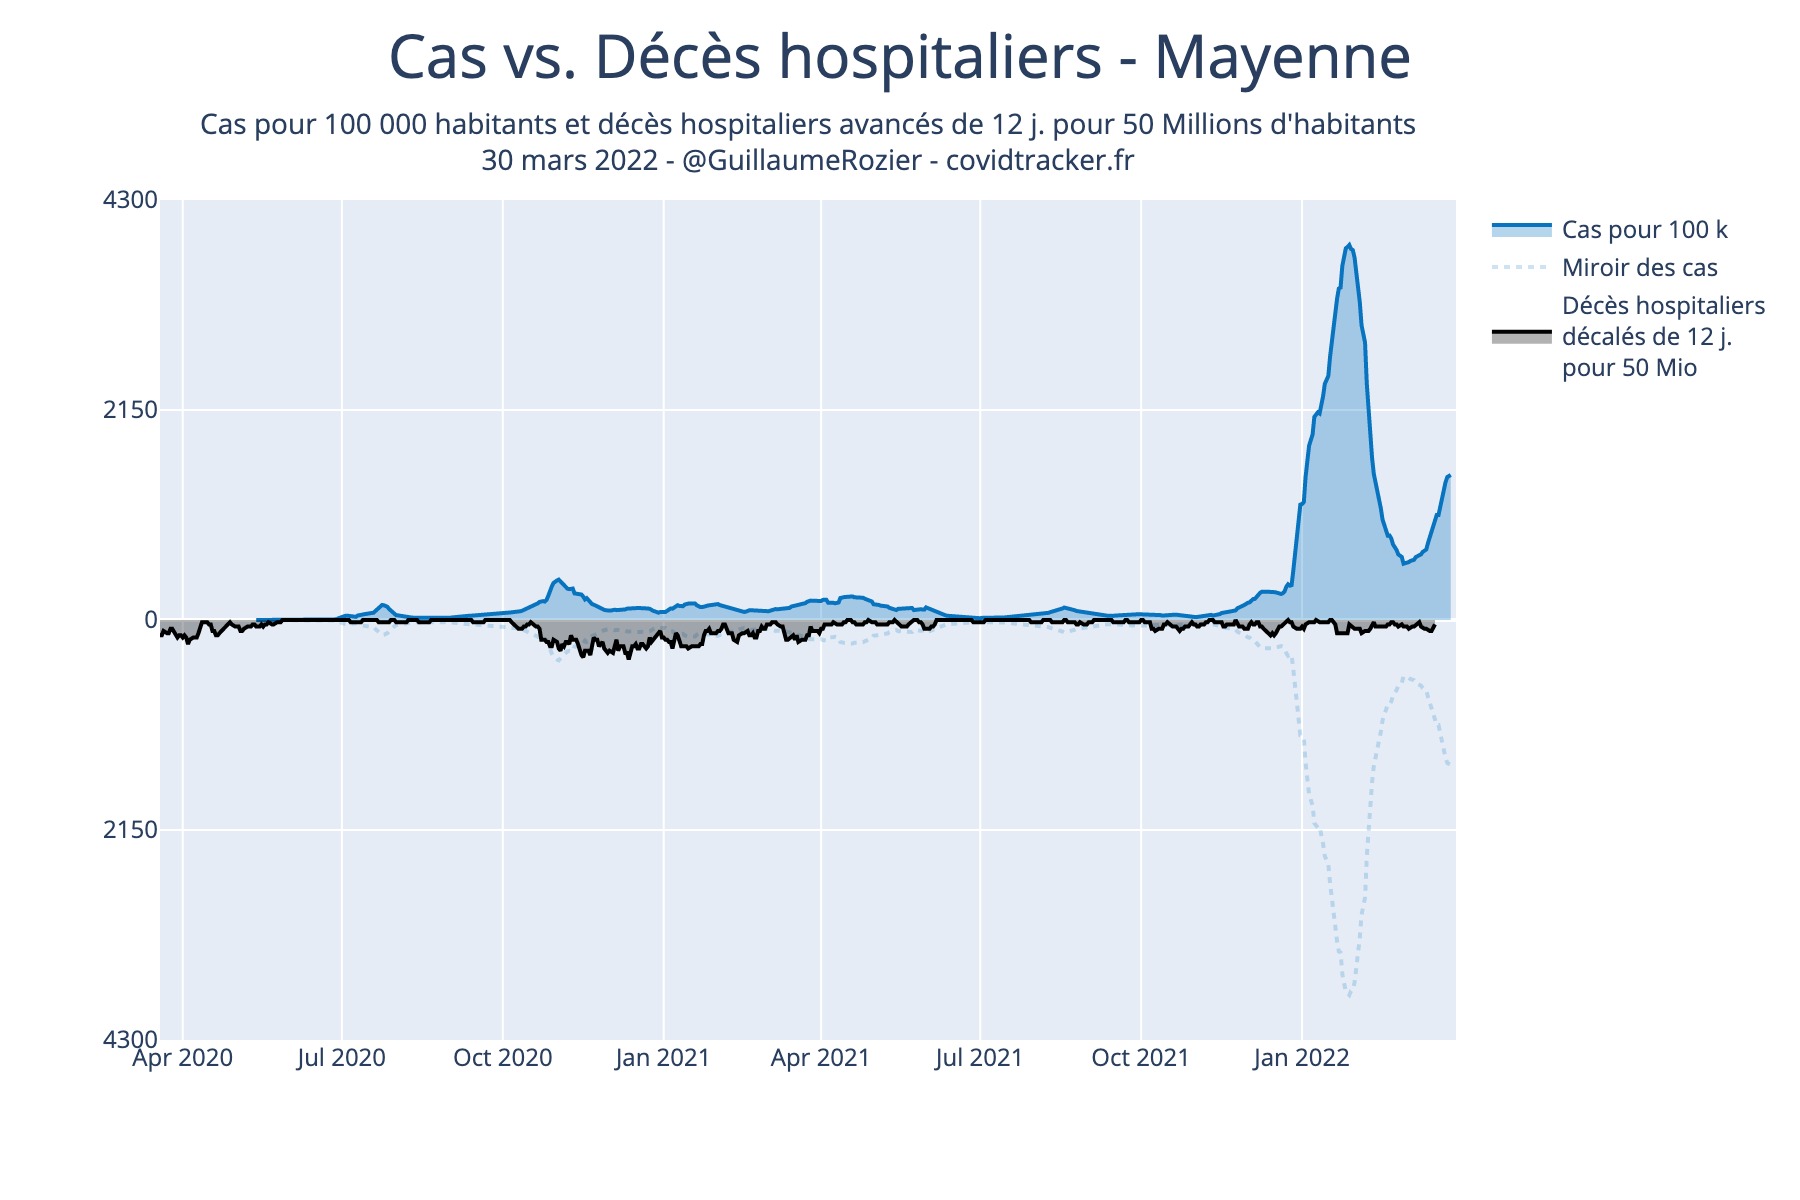 Cas vs. Décès hospitaliers - Mayenne
Cas pour 100 000 habitants et décès hospitaliers avancés de 12 j. pour 50 Millions d'habitants
30 mars 2022 - @GuillaumeRozier - covidtracker.fr
4300
2150
0
2150
4300
Apr 2020
Jul 2020
Oct 2020
Jan 2021
Apr 2021
Jul 2021
Oct 2021
Jan 2022
Cas pour 100 k
Miroir des cas
Décès hospitaliers
décalés de 12 j.
pour 50 Mio